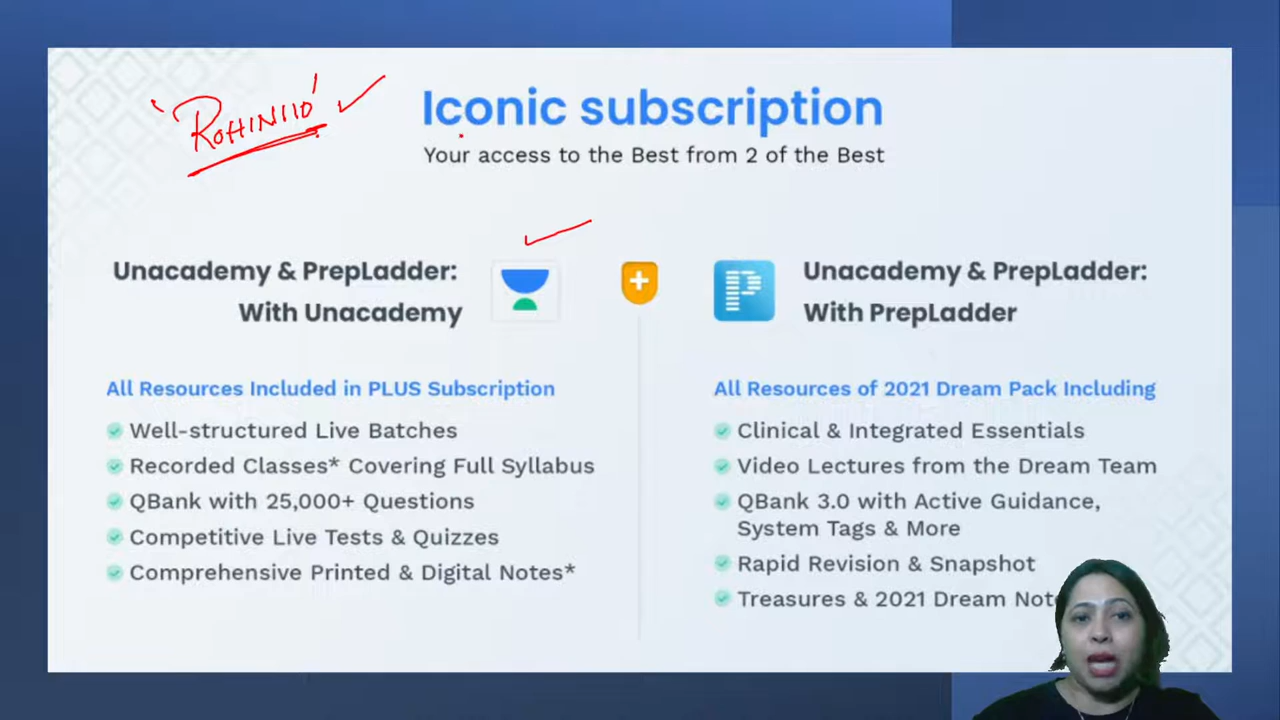 'ROHINI10'
Iconic subscription
Your access to the Best from 2 of the Best
Unacademy & PrepLadder:
With Unacademy
All Resources Included in PLUS Subscription
Well-structured Live Batches
Recorded Classes* Covering Full Syllabus
QBank with 25,000+ Questions
Competitive Live Tests & Quizzes
Comprehensive Printed & Digital Notes*
Unacademy & PrepLadder:
With PrepLadder
All Resources of 2021 Dream Pack Including
Clinical & Integrated Essentials
Video Lectures from the Dream Team
QBank 3.0 with Active Guidance,
System Tags & More
Rapid Revision & Snapshot
Treasures & 2021 Dream